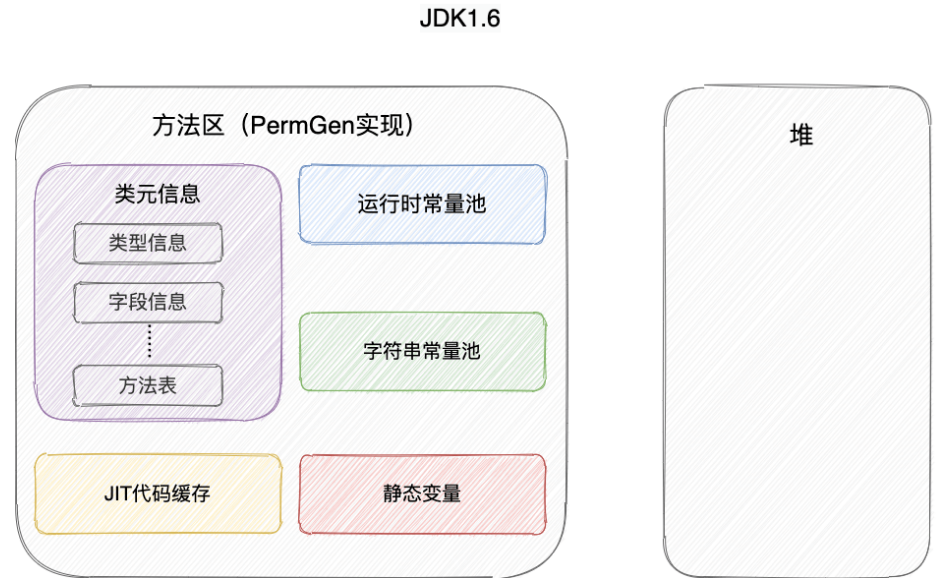 JDK1.6
方法区（PermGen实现）
堆
类元信息
类型信息
字段信息
方法表
运行时常量池
字符串常量池
JIT代码缓存
静态变量